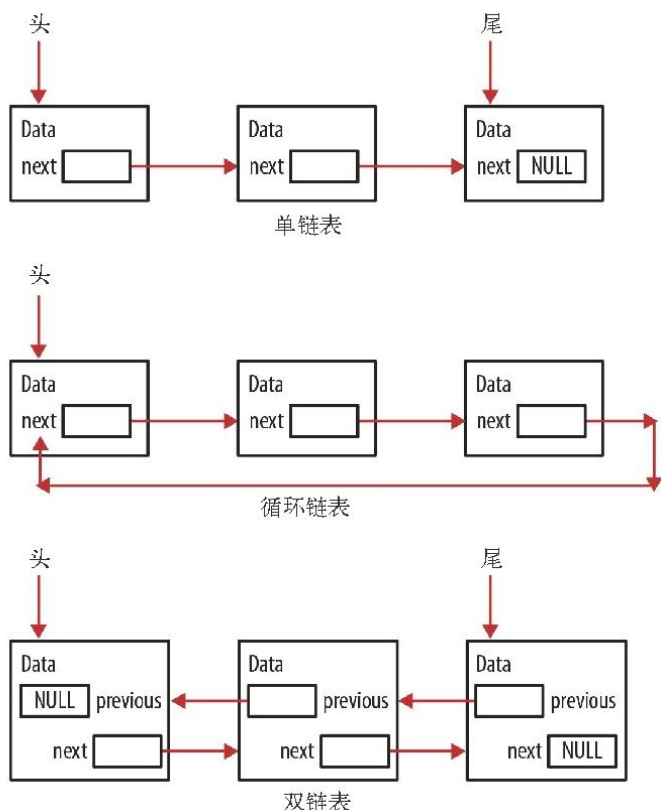 头 尾
Data Data Data
next next next NULL
单链表
头
Data Data Data
next next next
循环链表
头 尾
Data Data Data
NULL previous previous previous
next next next NULL
双链表